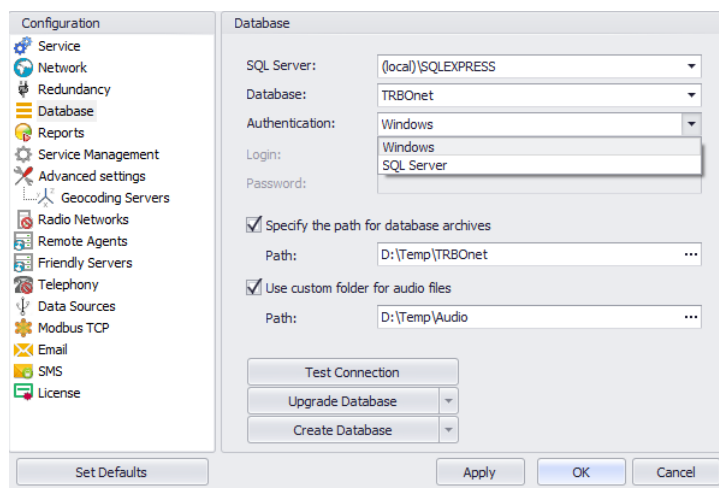 Configuration
Service
Network
Redundancy
Database
Reports
Service Management
Advanced settings
Geocoding Servers
Radio Networks
Remote Agents
Friendly Servers
Telephony
Data Sources
Modbus TCP
Email
SMS
License
Set Defaults
Database
SQL Server: (local)\SQLEXPRESS
Database: TRBOnet
Authentication: Windows
Windows
SQL Server
Login:
Password:
Specify the path for database archives
Path: D:\Temp\TRBOnet ...
Use custom folder for audio files
Path: D:\Temp\Audio ...
Test Connection
Upgrade Database
Create Database
Apply OK Cancel